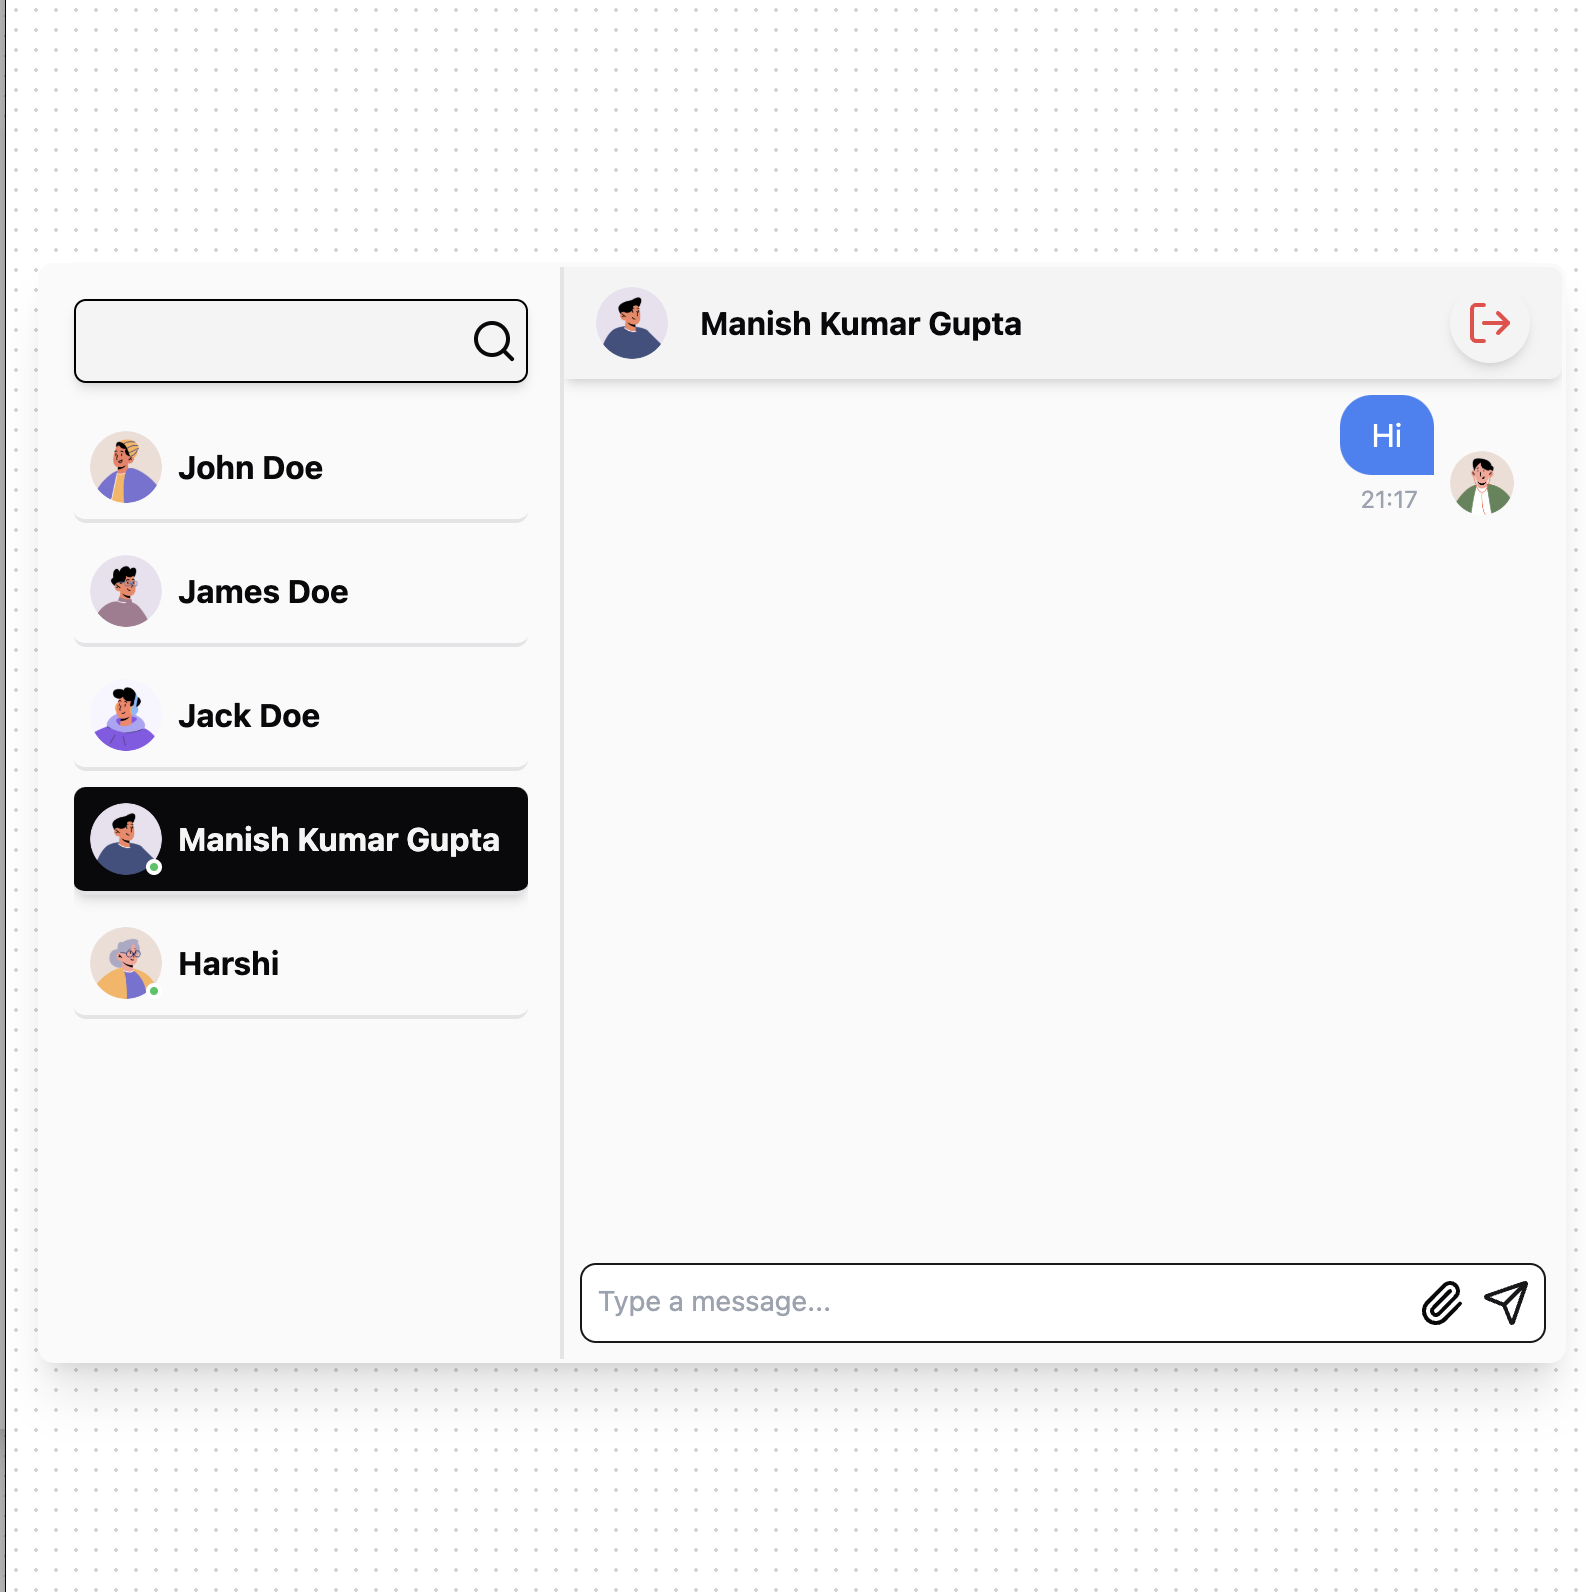 John Doe
James Doe
Jack Doe
Manish Kumar Gupta
Harshi
Manish Kumar Gupta
Hi
21:17
Type a message...